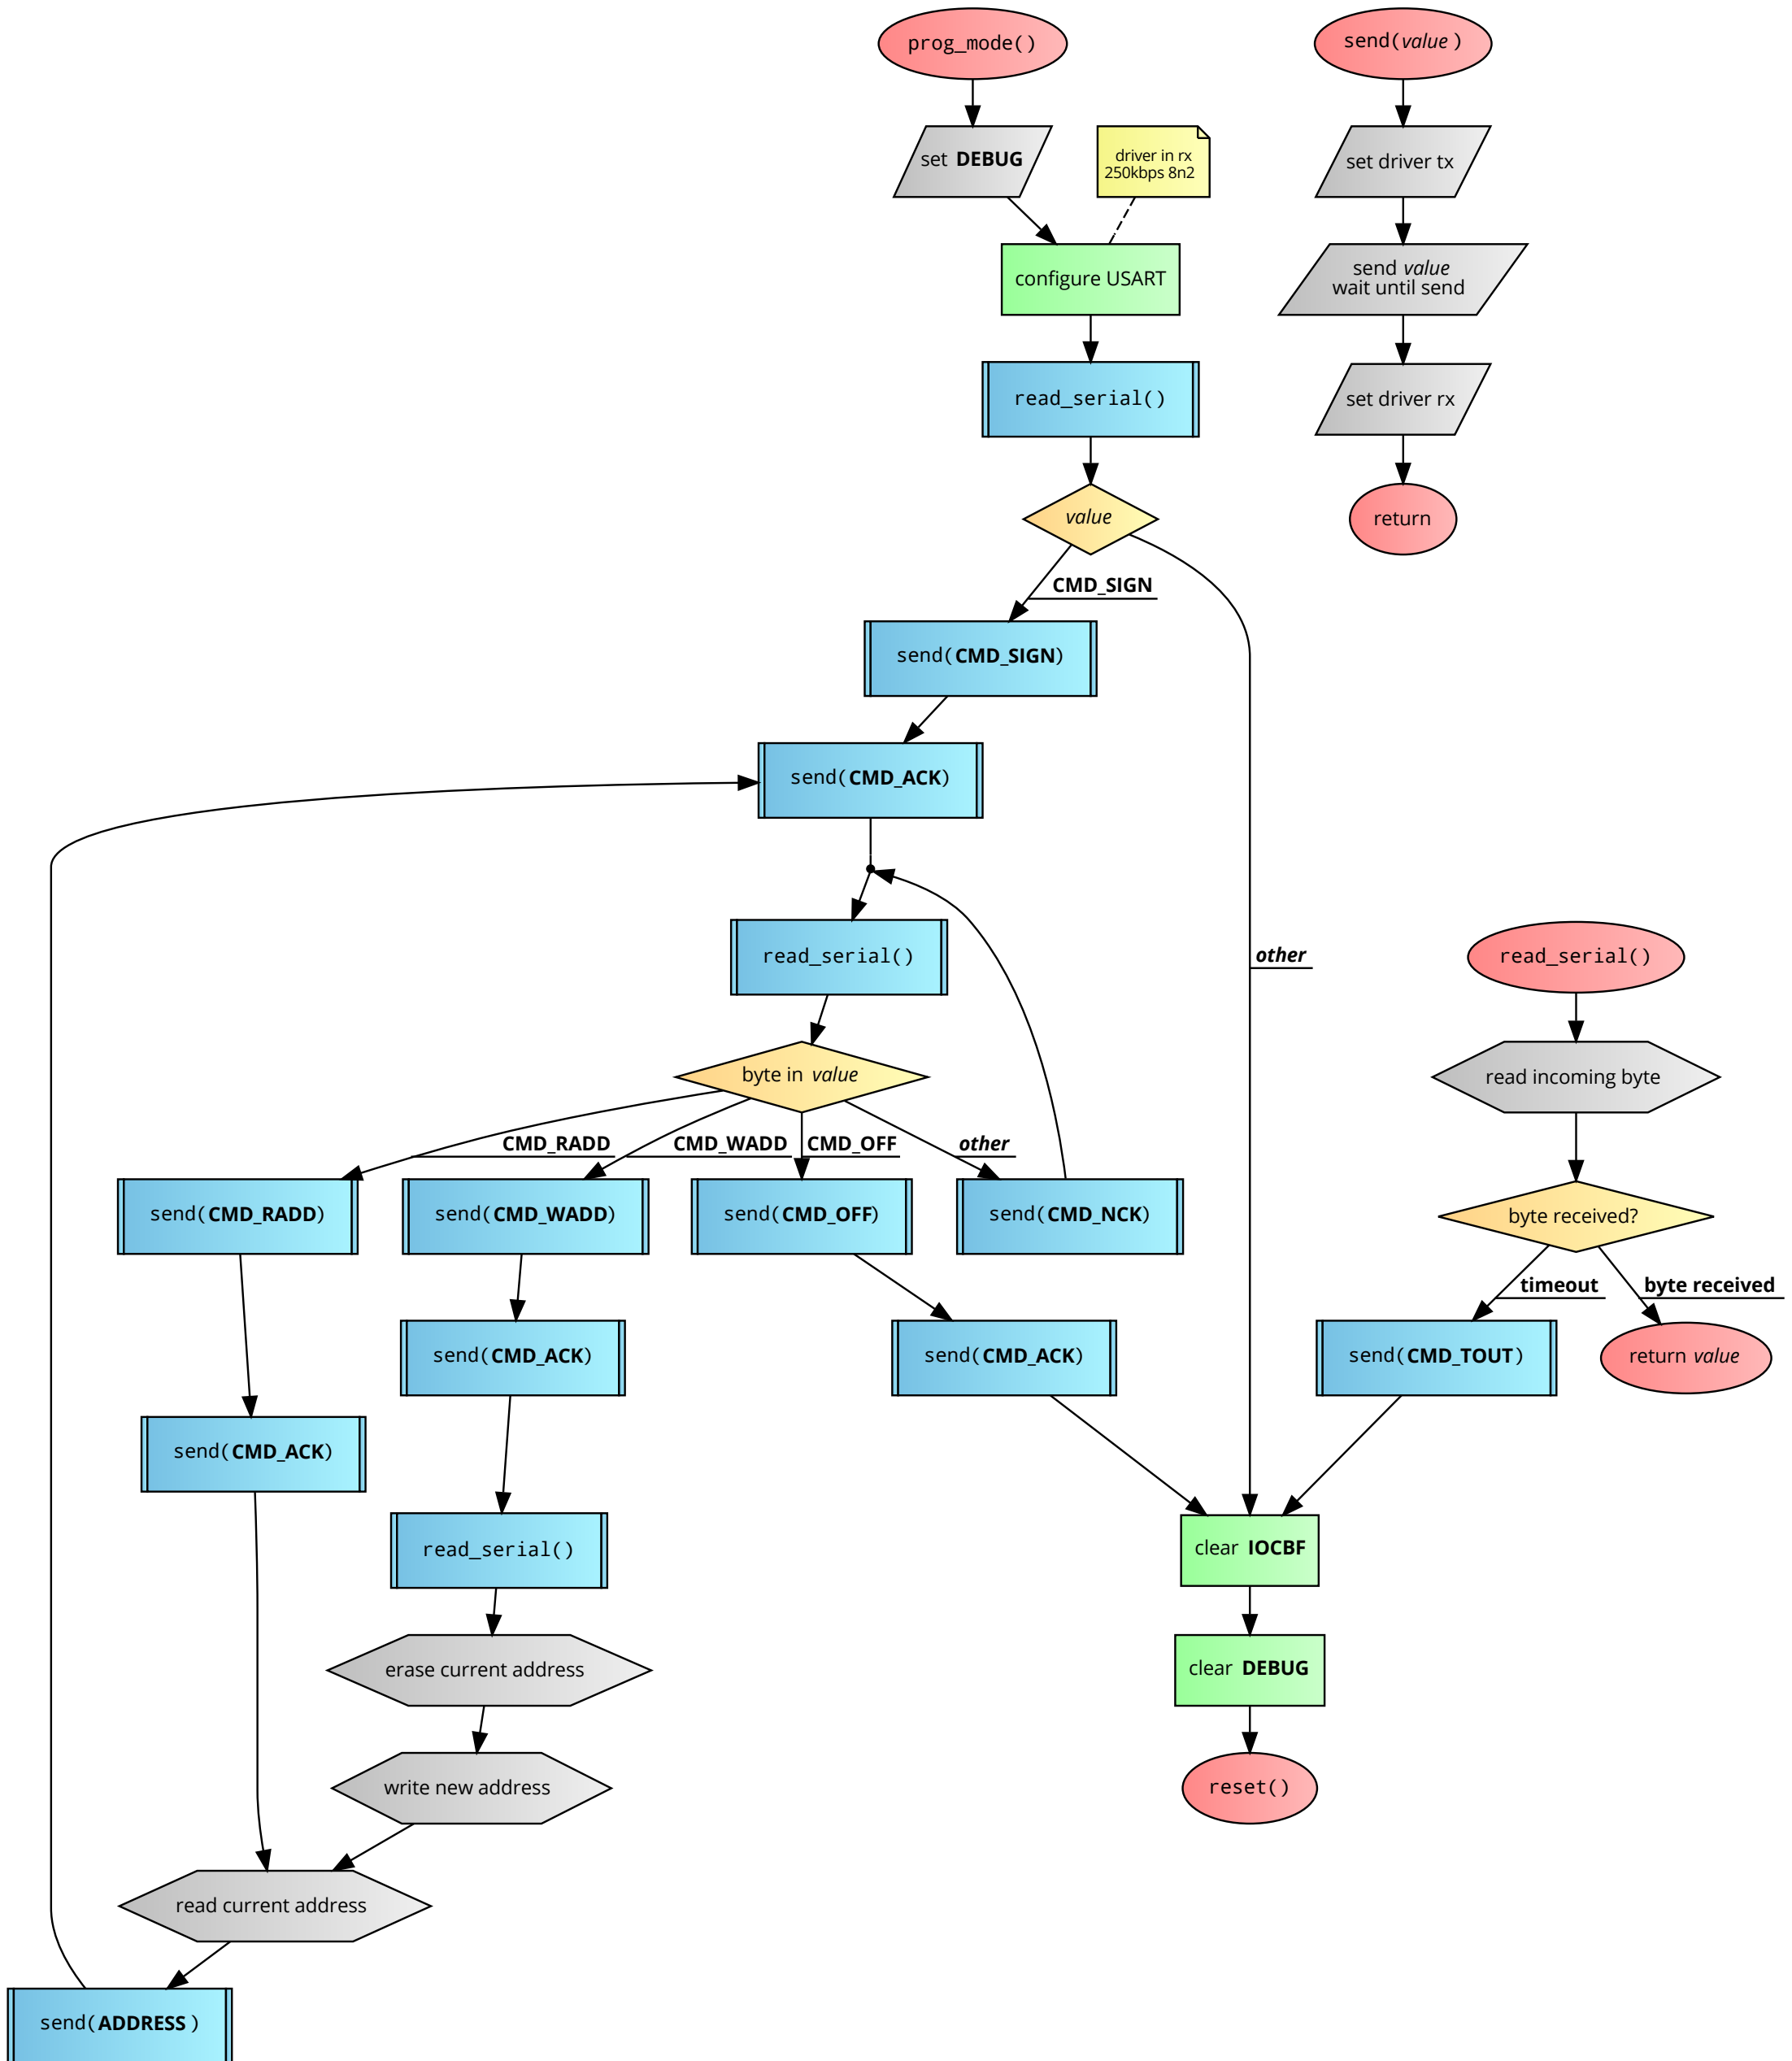 prog_mode()
send(value)
set DEBUG
driver in rx
250kbps 8n2
set driver tx
configure USART
send value
wait until send
read_serial()
set driver rx
value
return
CMD_SIGN
send(CMD_SIGN)
send(CMD_ACK)
read_serial()
other
read_serial()
byte in value
read incoming byte
CMD_RADD
CMD_WADD
CMD_OFF
other
send(CMD_RADD)
send(CMD_WADD)
send(CMD_OFF)
send(CMD_NCK)
byte received?
timeout
byte received
send(CMD_ACK)
send(CMD_ACK)
send(CMD_TOUT)
return value
send(CMD_ACK)
read_serial()
clear IOCBF
erase current address
clear DEBUG
write new address
reset()
read current address
send(ADDRESS)